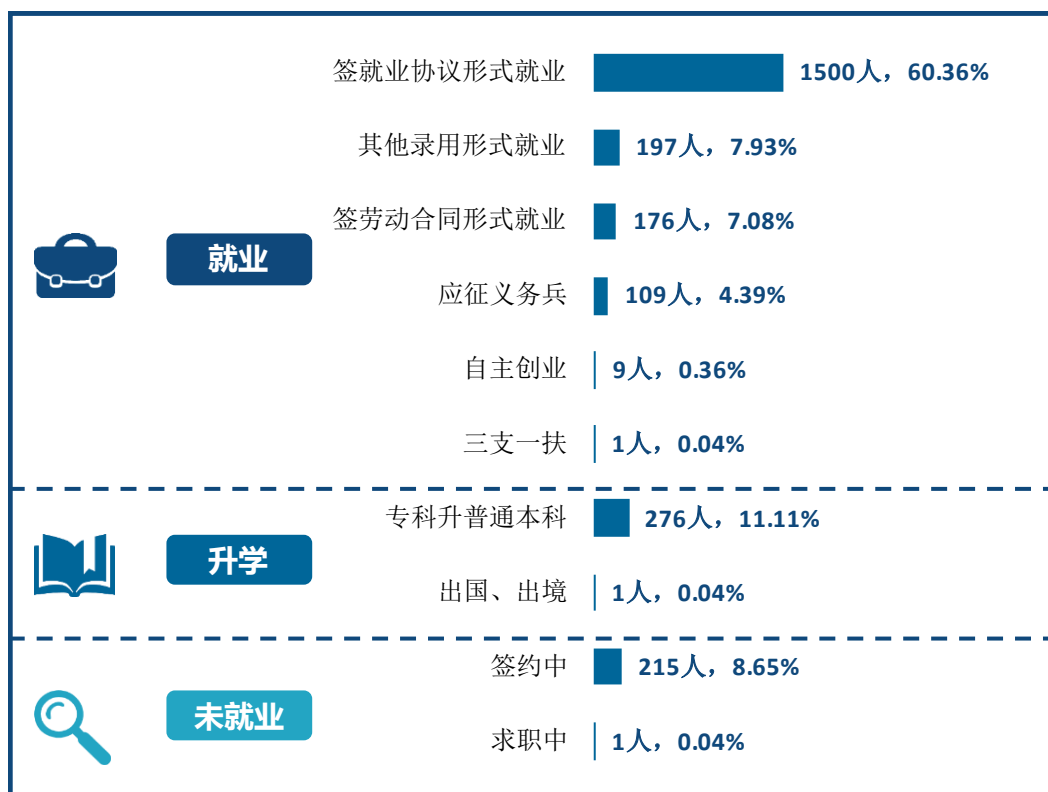 签就业协议形式就业 1500人，60.36%
其他录用形式就业 197人，7.93%
签劳动合同形式就业 176人，7.08%
就业
应征义务兵 109人，4.39%
自主创业 9人，0.36%
三支一扶 1人，0.04%
专科升普通本科 276人，11.11%
升学
出国、出境 1人，0.04%
签约中 215人，8.65%
未就业
求职中 1人，0.04%